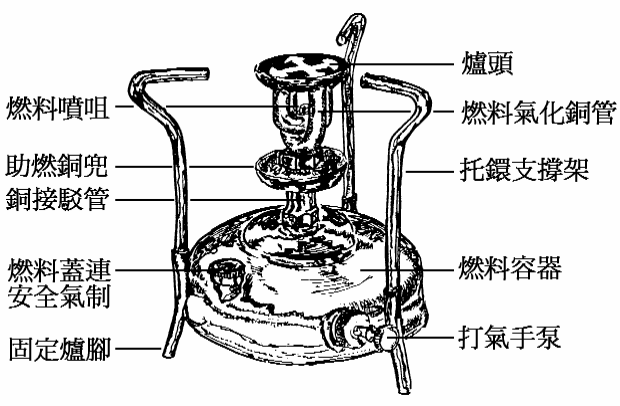 爐頭
燃料噴咀
燃料氣化銅管
助燃銅兜
托鐶支撐架
銅接駁管
燃料蓋連
安全氣制
燃料容器
打氣手泵
固定爐腳